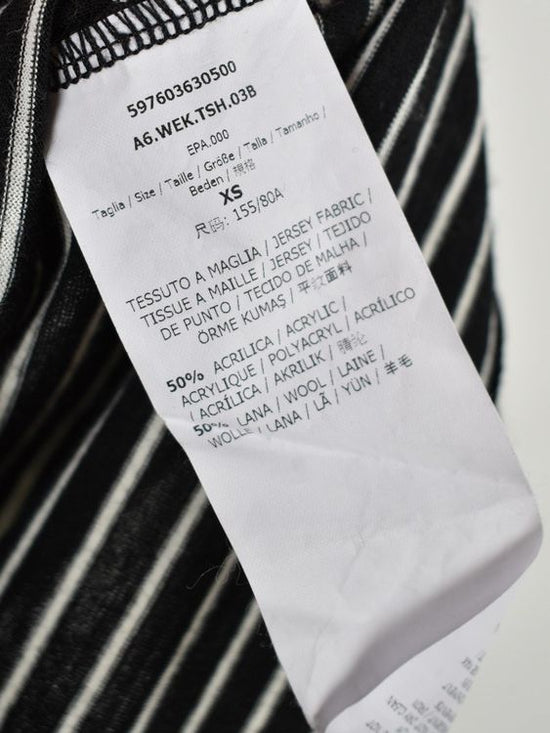 597603630500
A6.WEK.TSH.03B
EPA.000
Taglia / Size / Taille / Größe / Talla / Tamanho /
Beden / 規格
XS
尺码: 155/80A
TESSUTO A MAGLIA / JERSEY FABRIC /
TISSUE A MAILLE / JERSEY / TEJIDO
DE PUNTO / TECIDO DE MALHA /
ÖRME KUMAŞ / 平纹面料
50% ACRILICA / ACRYLIC /
ACRYLIQUE / POLYACRYL / ACRÍLICO
/ ACRÍLICA / AKRILIK / 腈纶
50% LANA / WOOL / LAINE /
WOLLE / LANA / LÃ / YÜN / 羊毛